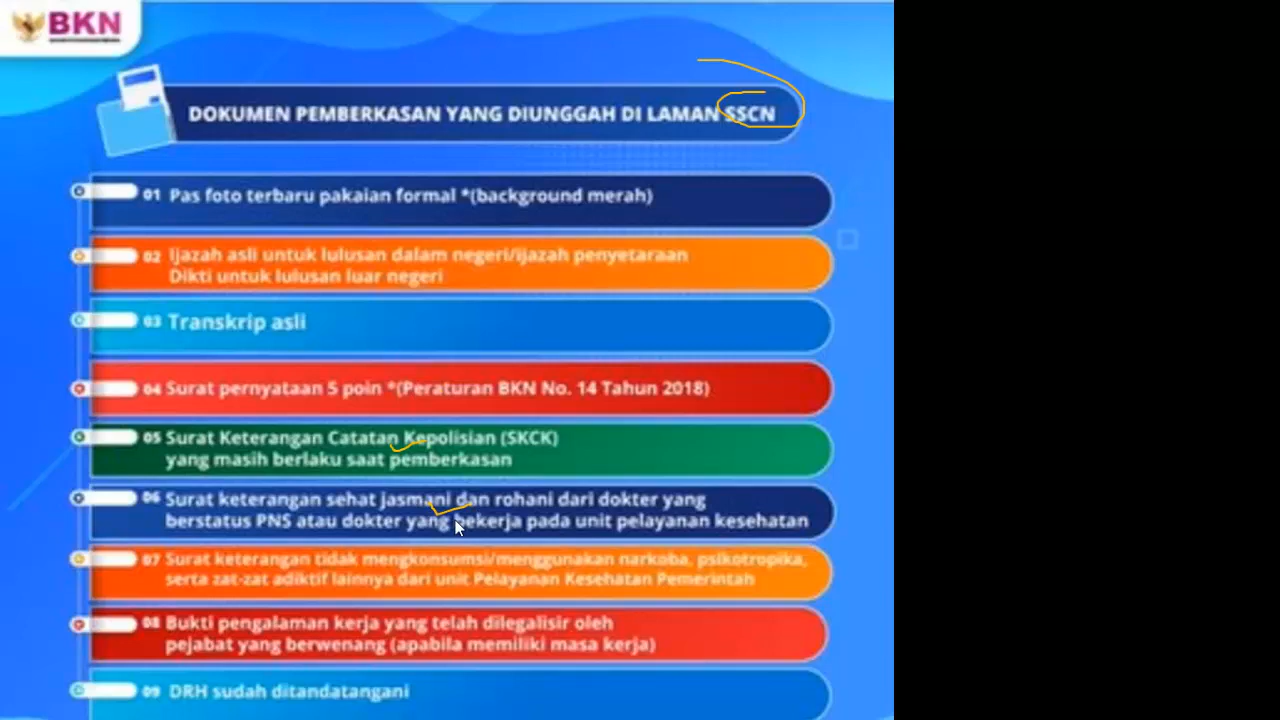 BKN
DOKUMEN PEMBERKASAN YANG DIUNGGAH DI LAMAN SSCN
01 Pas foto terbaru pakaian formal *(background merah)
02 Ijazah asli untuk lulusan dalam negeri/ijazah penyetaraan
Dikti untuk lulusan luar negeri
03 Transkrip asli
04 Surat pernyataan 5 poin *(Peraturan BKN No. 14 Tahun 2018)
05 Surat Keterangan Catatan Kepolisian (SKCK)
yang masih berlaku saat pemberkasan
06 Surat keterangan sehat jasmani dan rohani dari dokter yang
berstatus PNS atau dokter yang bekerja pada unit pelayanan kesehatan
07 Surat keterangan tidak mengkonsumsi/menggunakan narkoba, psikotropika,
serta zat-zat adiktif lainnya dari unit Pelayanan Kesehatan Pemerintah
08 Bukti pengalaman kerja yang telah dilegalisir oleh
pejabat yang berwenang (apabila memiliki masa kerja)
09 DRH sudah ditandatangani